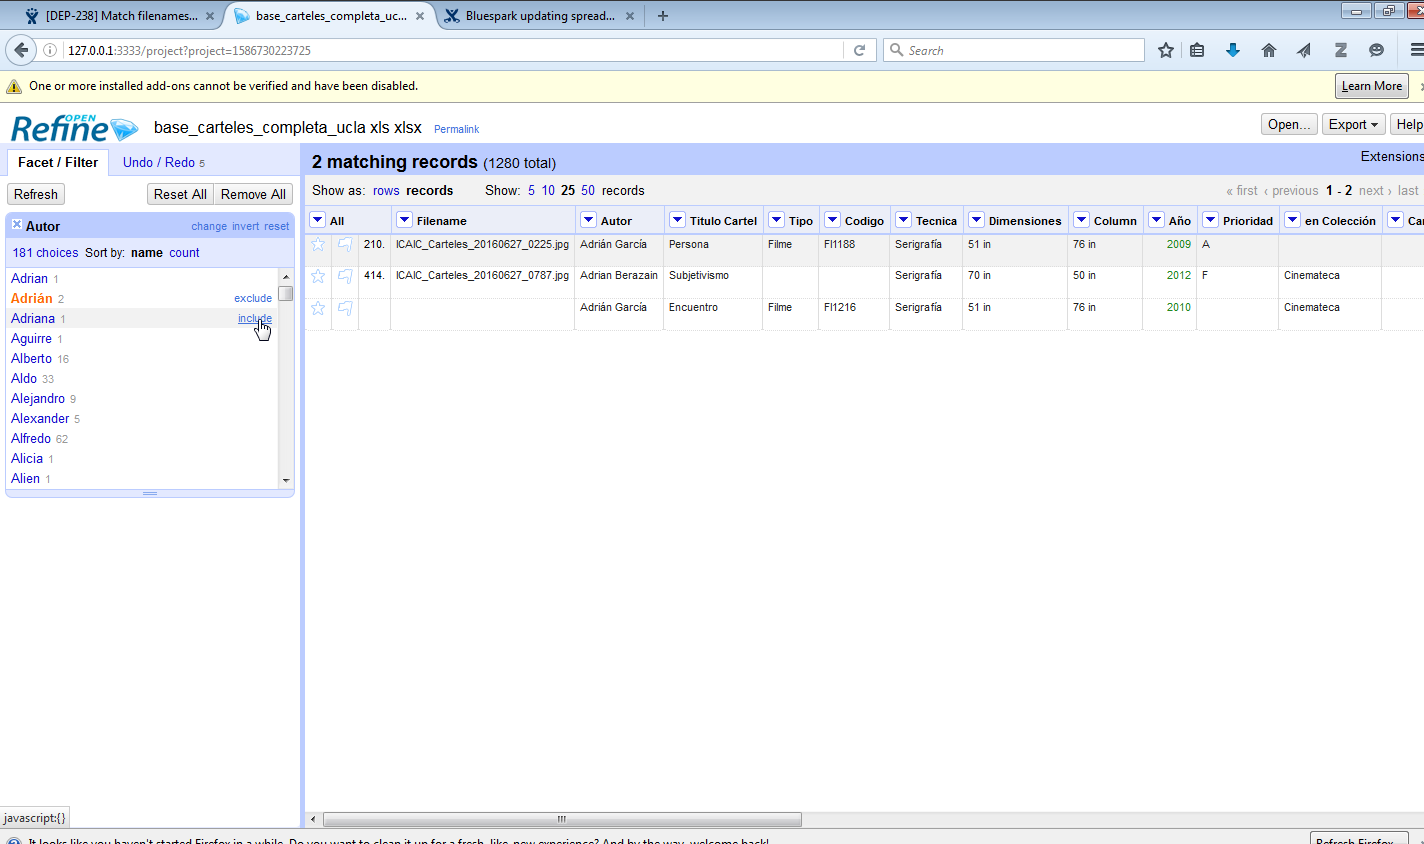 [DEP-238] Match filenames...
base_carteles_completa_uc...
Bluespark updating spread...
127.0.0.1:3333/project?project=1586730223725
Search
One or more installed add-ons cannot be verified and have been disabled.
Learn More
OPEN
Refine
base_carteles_completa_ucla xls xlsx Permalink
Open... Export Help
Facet / Filter Undo / Redo 5
2 matching records (1280 total)
Extensions
Refresh Reset All Remove All
Show as: rows records Show: 5 10 25 50 records
« first ‹ previous 1 - 2 next › last
Autor change invert reset
181 choices Sort by: name count
Adrian 1
Adrián 2 exclude
Adriana 1 include
Aguirre 1
Alberto 16
Aldo 33
Alejandro 9
Alexander 5
Alfredo 62
Alicia 1
Alien 1
All Filename Autor Titulo Cartel Tipo Codigo Tecnica Dimensiones Column Año Prioridad en Colección Car
210. ICAIC_Carteles_20160627_0225.jpg Adrián García Persona Filme FI1188 Serigrafía 51 in 76 in 2009 A
414. ICAIC_Carteles_20160627_0787.jpg Adrian Berazain Subjetivismo Serigrafía 70 in 50 in 2012 F Cinemateca
Adrián García Encuentro Filme FI1216 Serigrafía 51 in 76 in 2010 Cinemateca
javascript:{}
It looks like you haven't started Firefox in a while. Do you want to clean it up for a fresh, like-new experience? And by the way, welcome back!
Refresh Firefox...